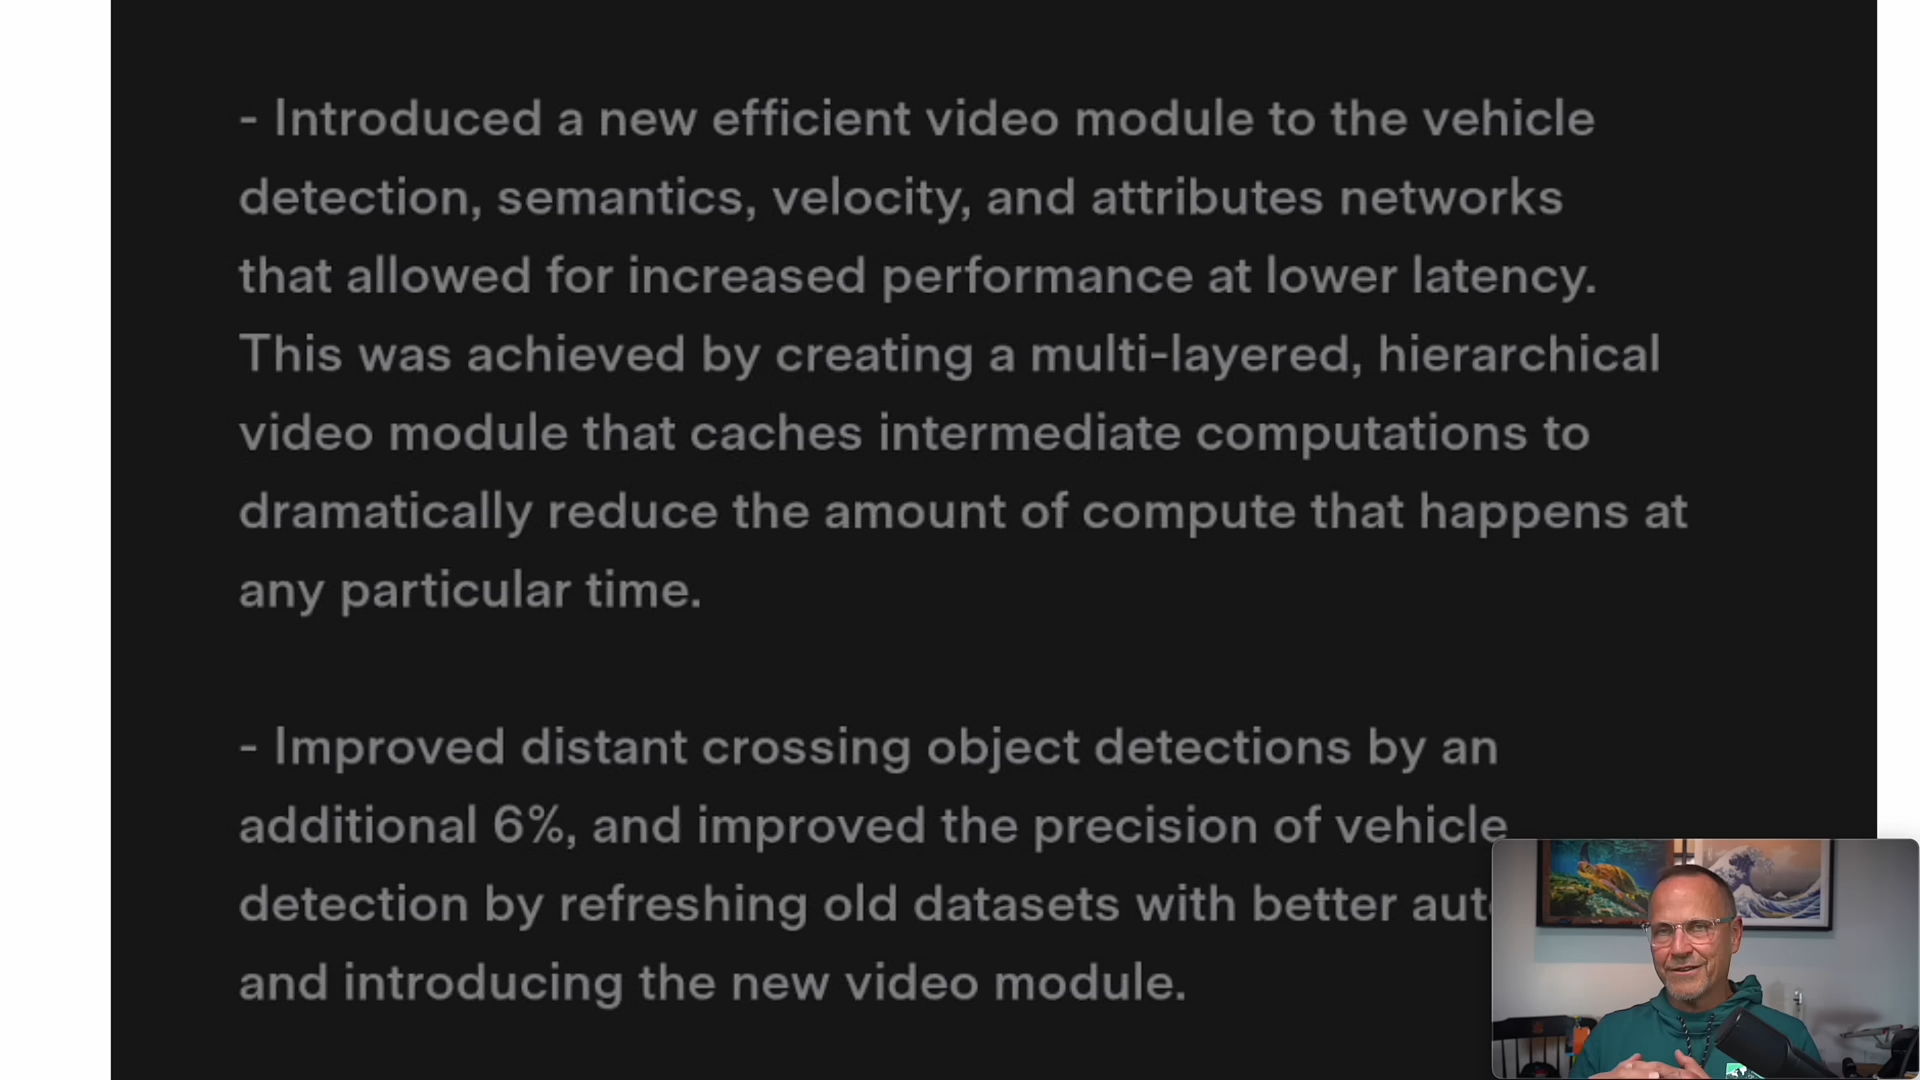 - Introduced a new efficient video module to the vehicle
detection, semantics, velocity, and attributes networks
that allowed for increased performance at lower latency.
This was achieved by creating a multi-layered, hierarchical
video module that caches intermediate computations to
dramatically reduce the amount of compute that happens at
any particular time.
- Improved distant crossing object detections by an
additional 6%, and improved the precision of vehicle
detection by refreshing old datasets with better
and introducing the new video module.